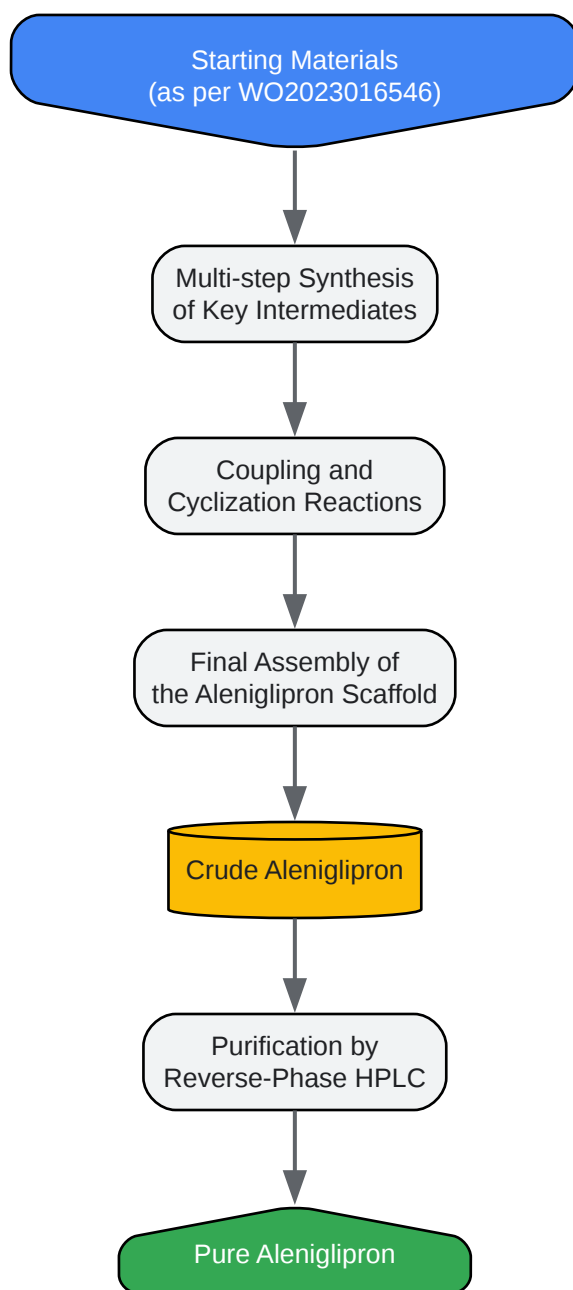 Starting Materials
(as per WO2023016546)
Multi-step Synthesis
of Key Intermediates
Coupling and
Cyclization Reactions
Final Assembly of
the Aleniglipron Scaffold
Crude Aleniglipron
Purification by
Reverse-Phase HPLC
Pure Aleniglipron